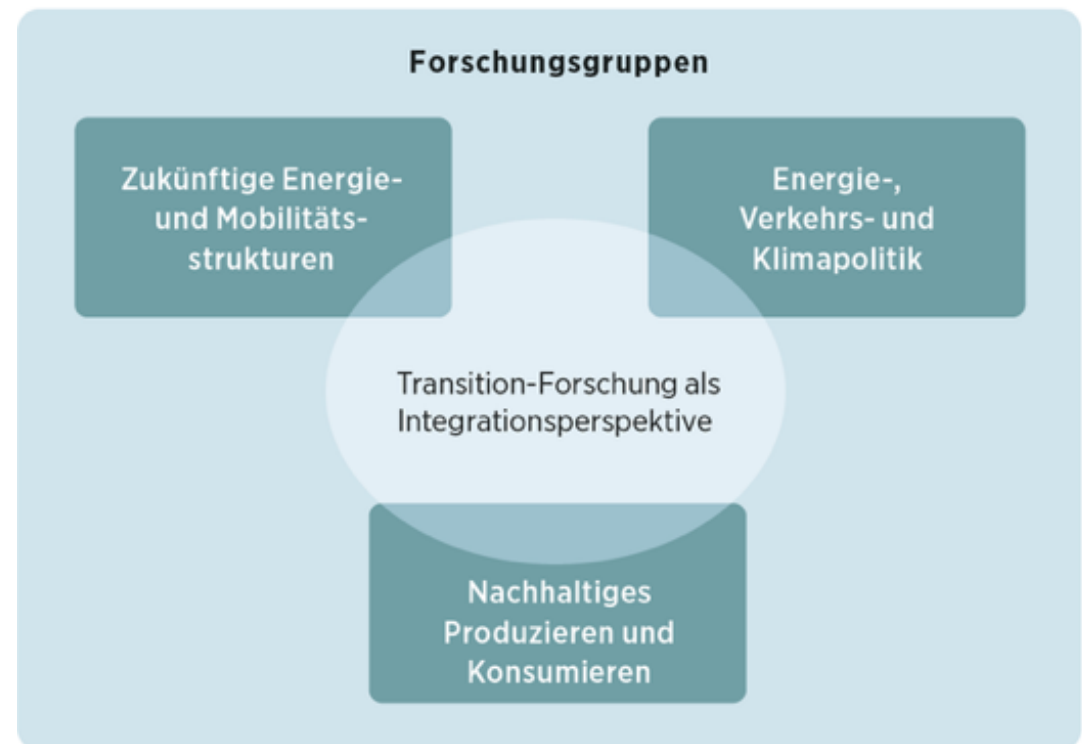 Forschungsgruppen
Zukünftige Energie-
und Mobilitäts-
strukturen
Energie-,
Verkehrs- und
Klimapolitik
Transition-Forschung als
Integrationsperspektive
Nachhaltiges
Produzieren und
Konsumieren